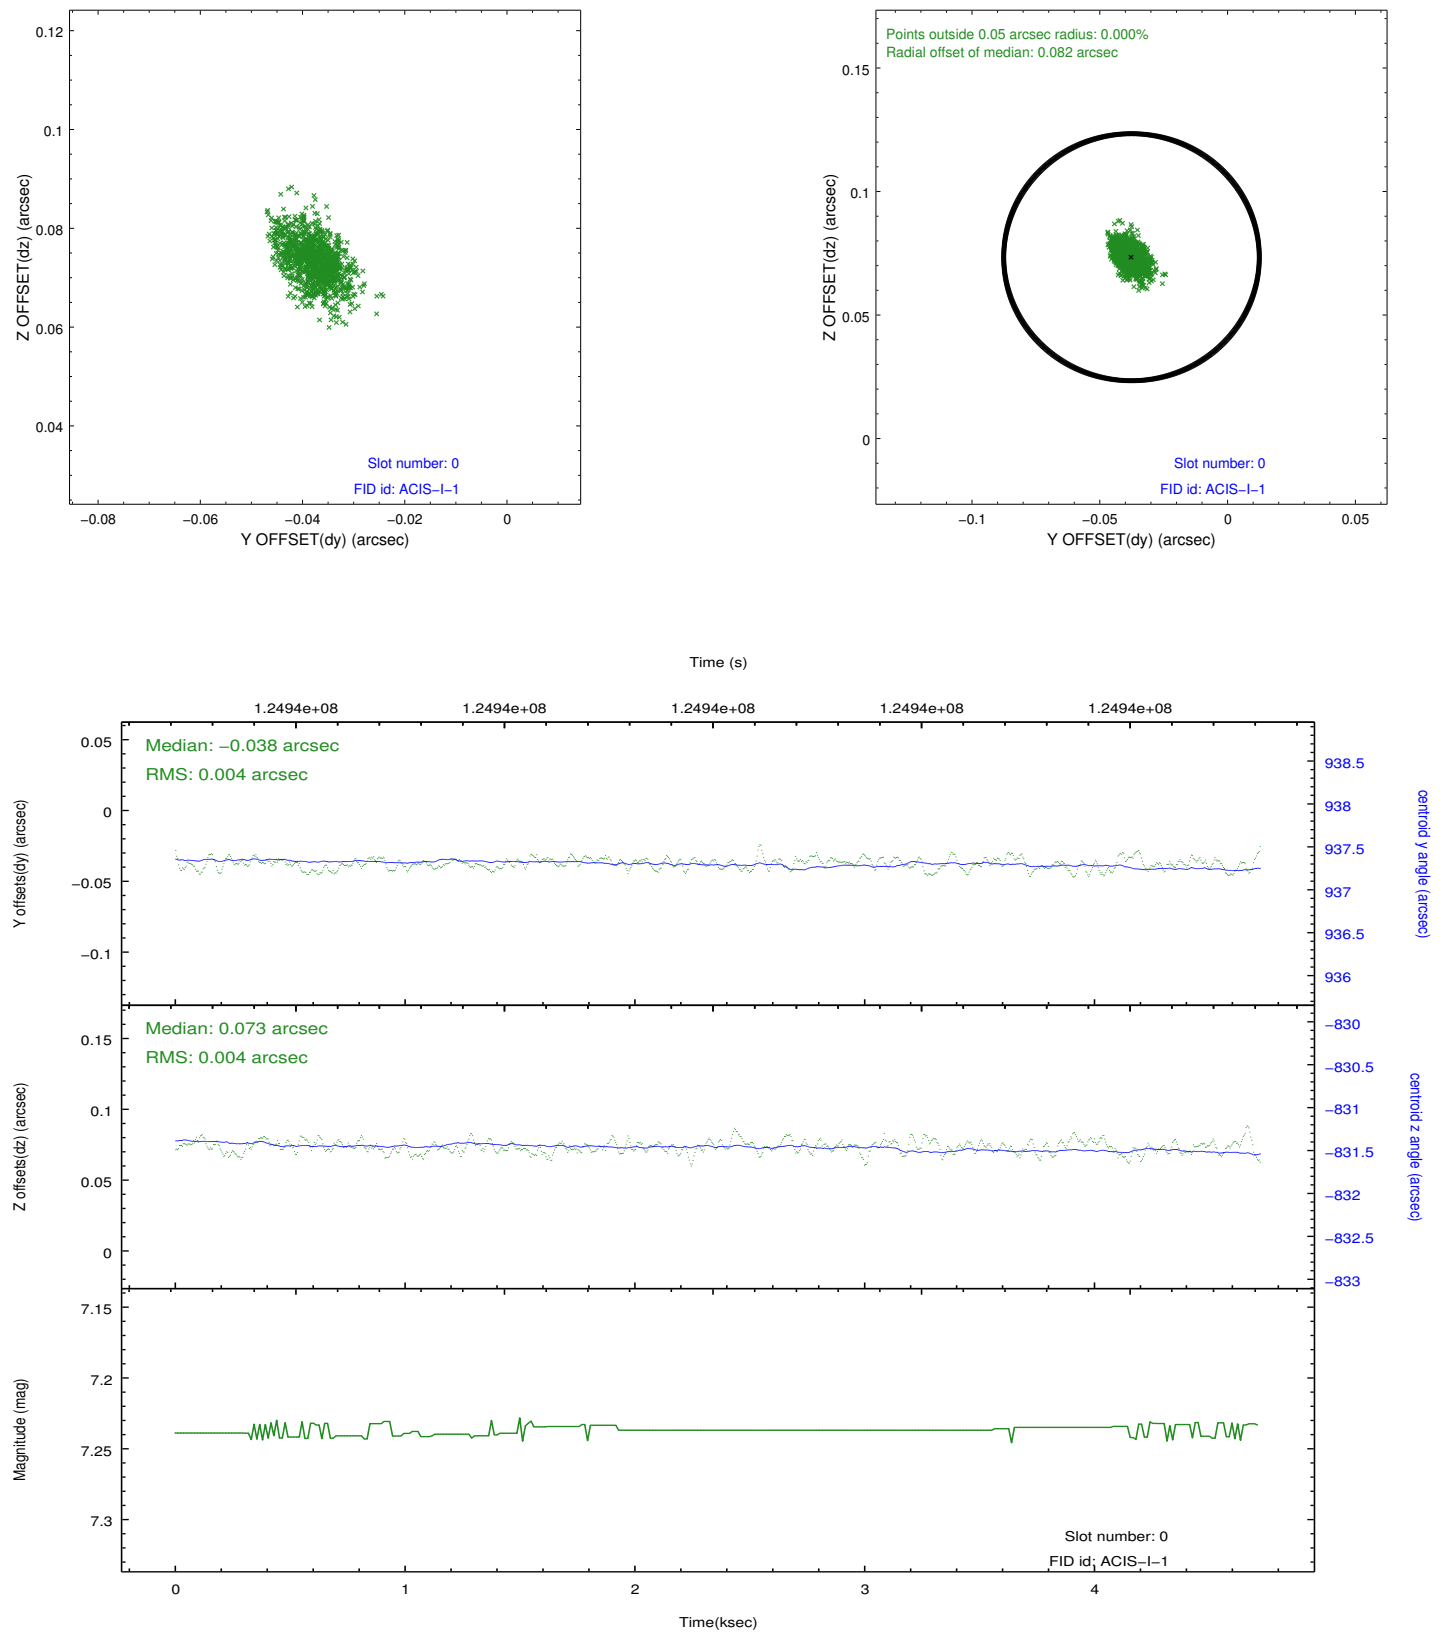 0.12
0.1
0.08
0.06
0.04
Z OFFSET(dz) (arcsec)
Slot number: 0
FID id: ACIS−I−1
−0.08
−0.06
−0.04
−0.02
0
Y OFFSET(dy) (arcsec)
Points outside 0.05 arcsec radius: 0.000%
Radial offset of median: 0.082 arcsec
0.15
0.1
0.05
0
Z OFFSET(dz) (arcsec)
Slot number: 0
FID id: ACIS−I−1
−0.1
−0.05
0
0.05
Y OFFSET(dy) (arcsec)
Time (s)
1.2494e+08
1.2494e+08
1.2494e+08
1.2494e+08
1.2494e+08
Median: −0.038 arcsec
RMS: 0.004 arcsec
0.05
0
−0.05
−0.1
Y offsets(dy) (arcsec)
938.5
938
937.5
937
936.5
936
centroid y angle (arcsec)
Median: 0.073 arcsec
RMS: 0.004 arcsec
0.15
0.1
0.05
0
Z offsets(dz) (arcsec)
−830
−830.5
−831
−831.5
−832
−832.5
−833
centroid z angle (arcsec)
7.15
7.2
7.25
7.3
Magnitude (mag)
Slot number: 0
FID id: ACIS−I−1
0
1
2
3
4
Time(ksec)